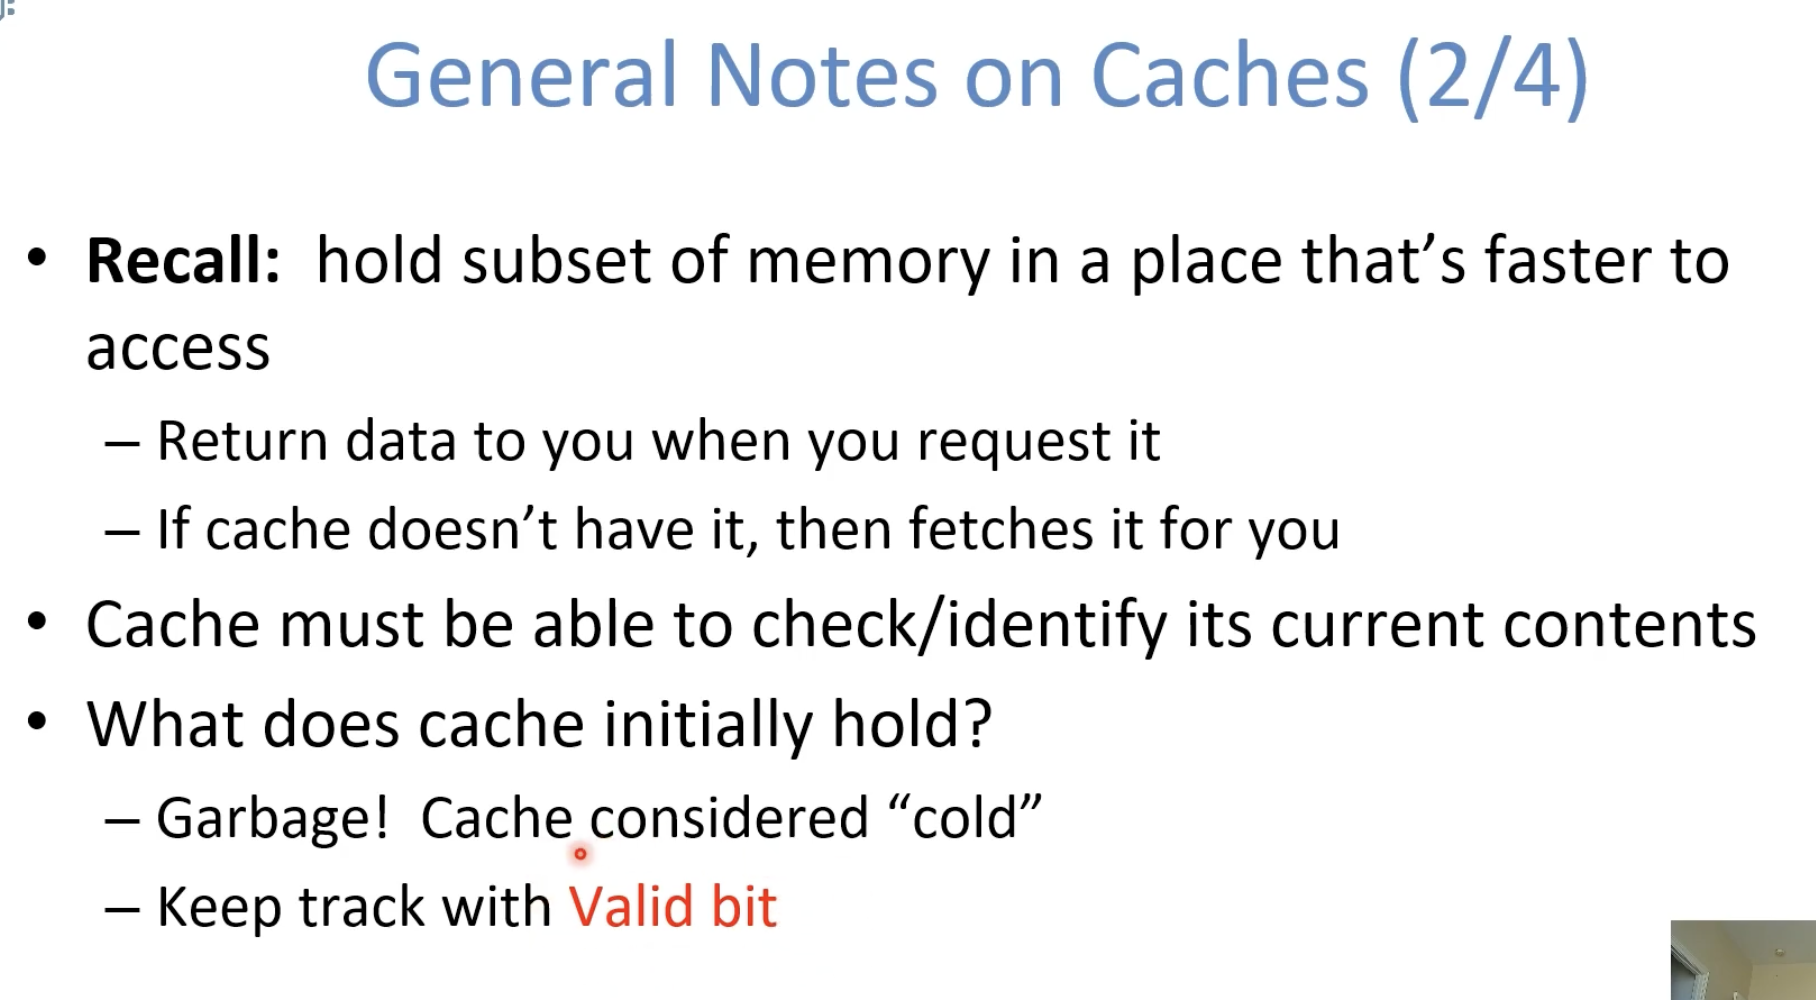 General Notes on Caches (2/4)
• Recall: hold subset of memory in a place that’s faster to
access
– Return data to you when you request it
– If cache doesn’t have it, then fetches it for you
• Cache must be able to check/identify its current contents
• What does cache initially hold?
– Garbage! Cache considered “cold”
– Keep track with Valid bit